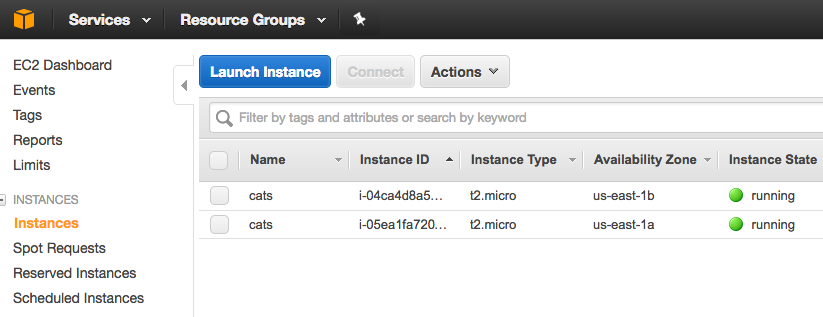 Services Resource Groups
EC2 Dashboard
Events
Tags
Reports
Limits
INSTANCES
Instances
Spot Requests
Reserved Instances
Scheduled Instances
Launch Instance Connect Actions
Filter by tags and attributes or search by keyword
Name Instance ID Instance Type Availability Zone Instance State
cats i-04ca4d8a5... t2.micro us-east-1b running
cats i-05ea1fa720... t2.micro us-east-1a running